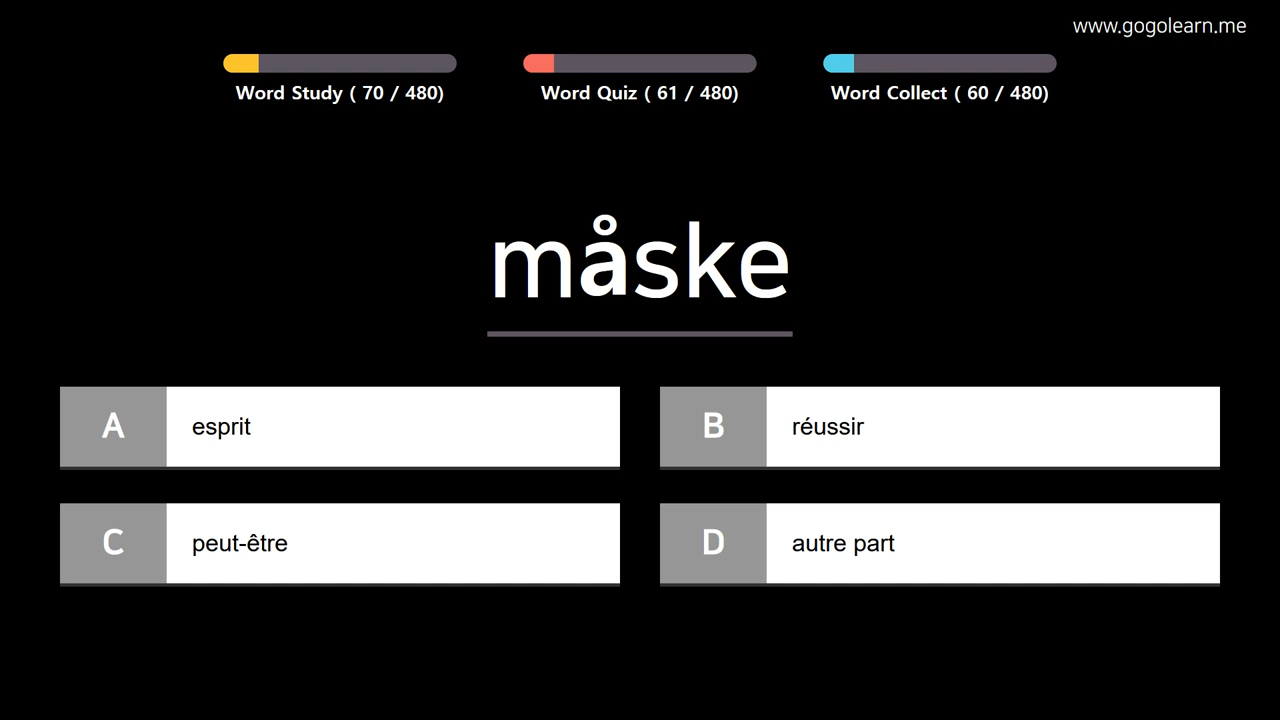 www.gogolearn.me
Word Study ( 70 / 480)
Word Quiz ( 61 / 480)
Word Collect ( 60 / 480)
måske
A esprit
B réussir
C peut-être
D autre part